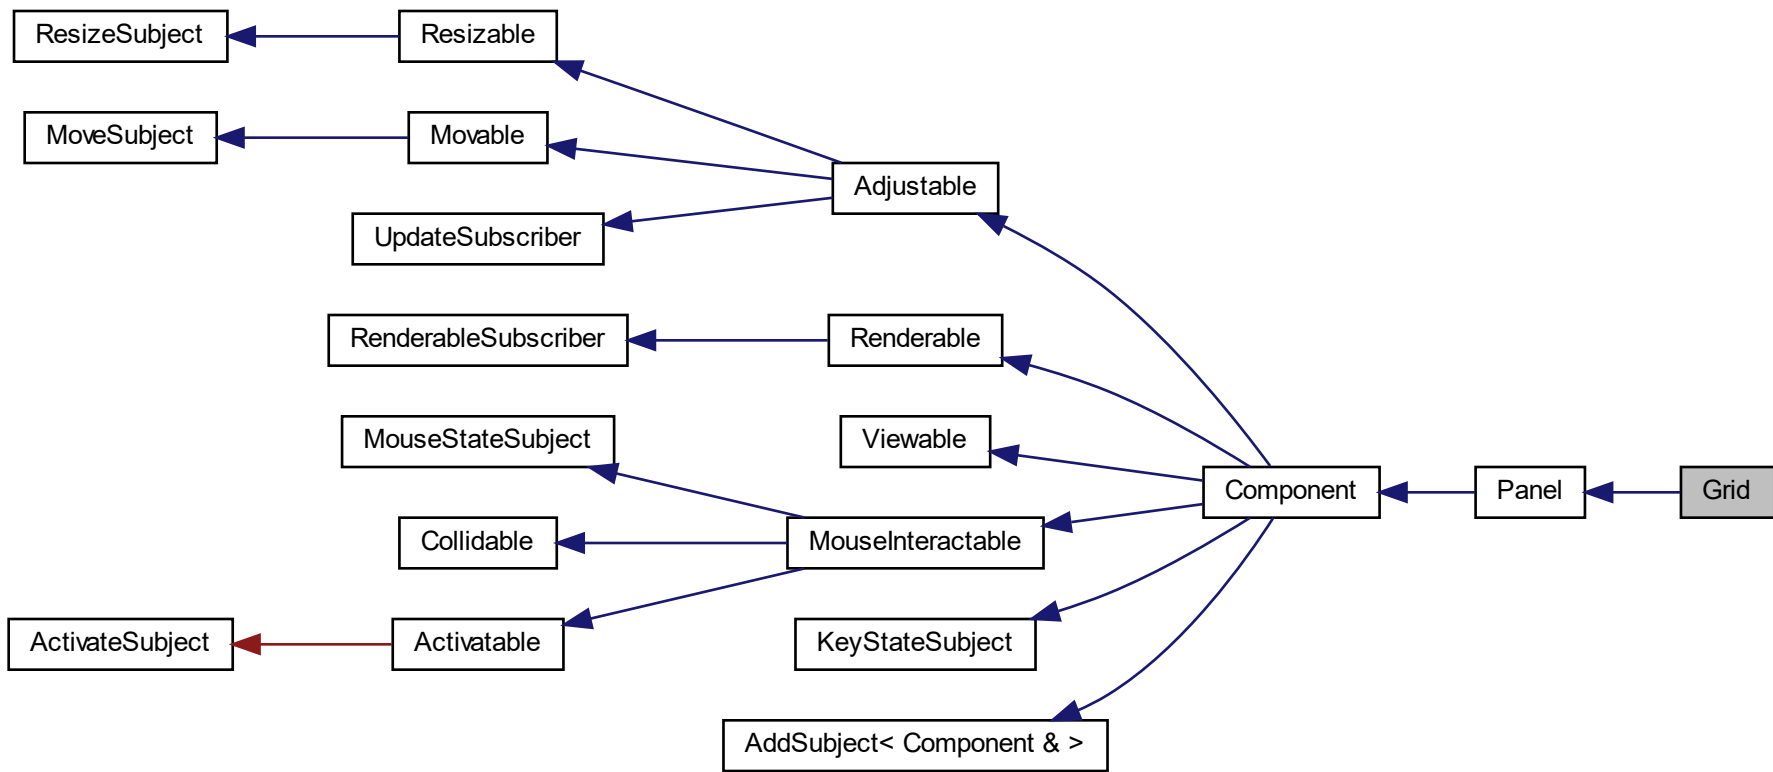 ResizeSubject
Resizable
MoveSubject
Movable
Adjustable
UpdateSubscriber
RenderableSubscriber
Renderable
MouseStateSubject
Viewable
Component
Panel
Grid
Collidable
MouseInteractable
ActivateSubject
Activatable
KeyStateSubject
AddSubject< Component & >